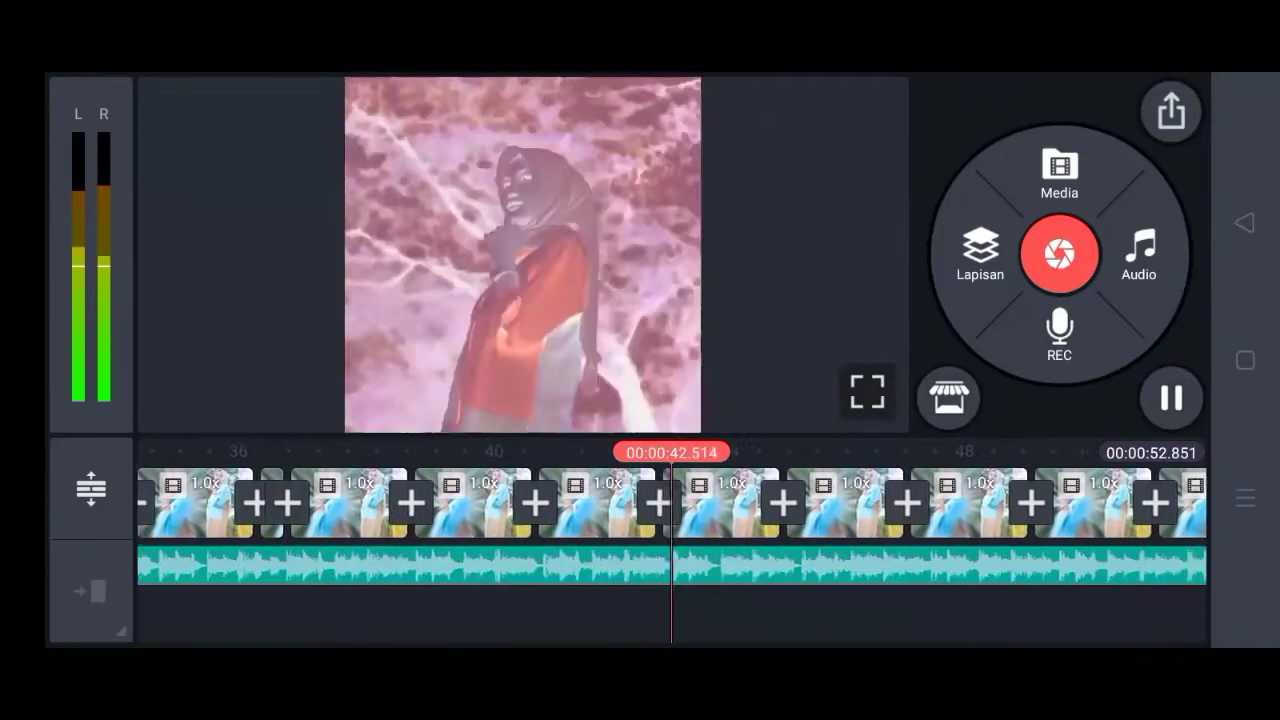 L R
Media
Lapisan
Audio
REC
36 40 00:00:42.514 48 00:00:52.851
1.0x 1.0x 1.0x 1.0x 1.0x 1.0x 1.0x 1.0x